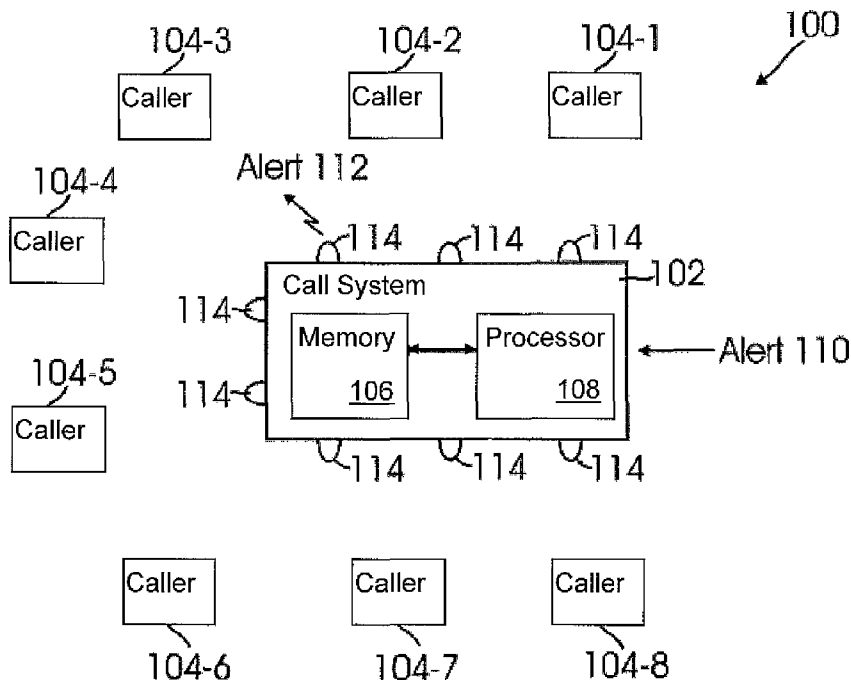 100
104-3
104-2
104-1
Caller
Caller
Caller
104-4
Alert 112
Caller
114
114
114
Call System
102
114
Memory
Processor
Alert 110
104-5
114
106
108
Caller
114
114
114
Caller
Caller
Caller
104-6
104-7
104-8